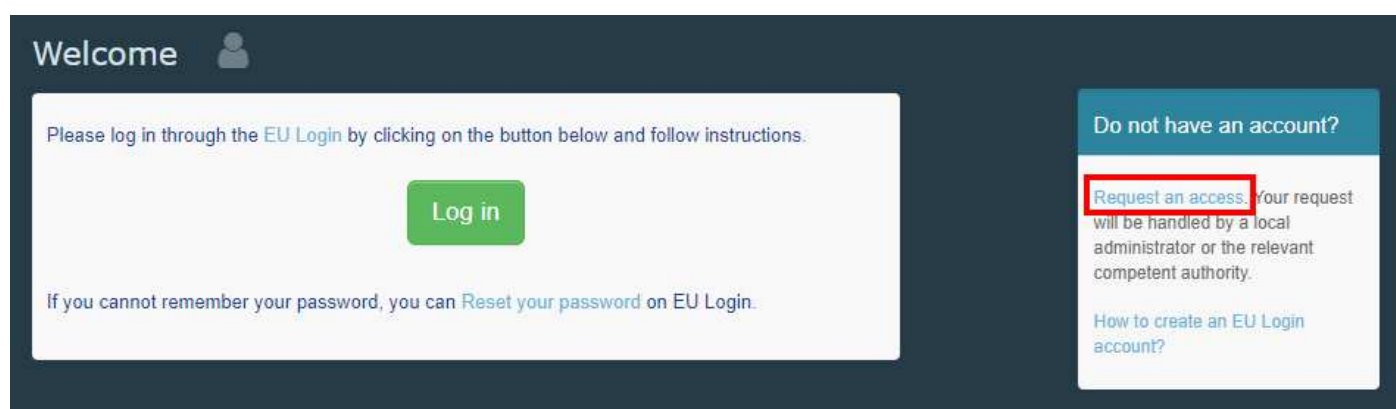 Welcome
Please log in through the EU Login by clicking on the button below and follow instructions.
Log in
If you cannot remember your password, you can Reset your password on EU Login.
Do not have an account?
Request an access. Your request
will be handled by a local
administrator or the relevant
competent authority.
How to create an EU Login
account?